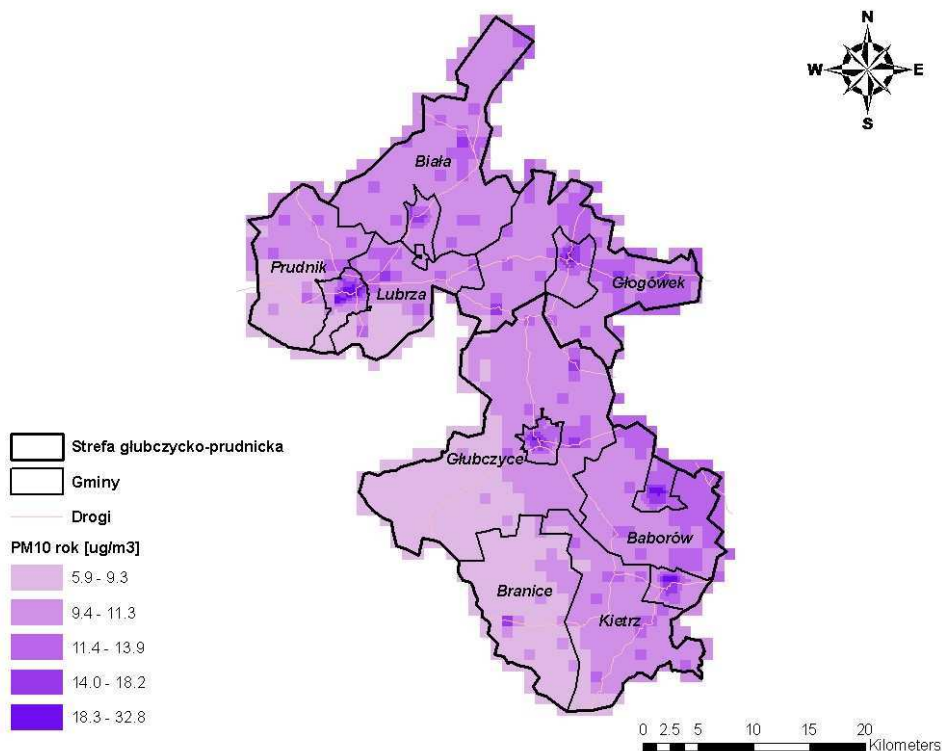 N
W E
S
Biała
Prudnik
Lubrza
Głogówek
Głubczyce
Baborów
Branice
Kietrz
Strefa głubczycko-prudnicka
Gminy
Drogi
PM10 rok [ug/m3]
5.9 - 9.3
9.4 - 11.3
11.4 - 13.9
14.0 - 18.2
18.3 - 32.8
0 2.5 5 10 15 20
Kilometers